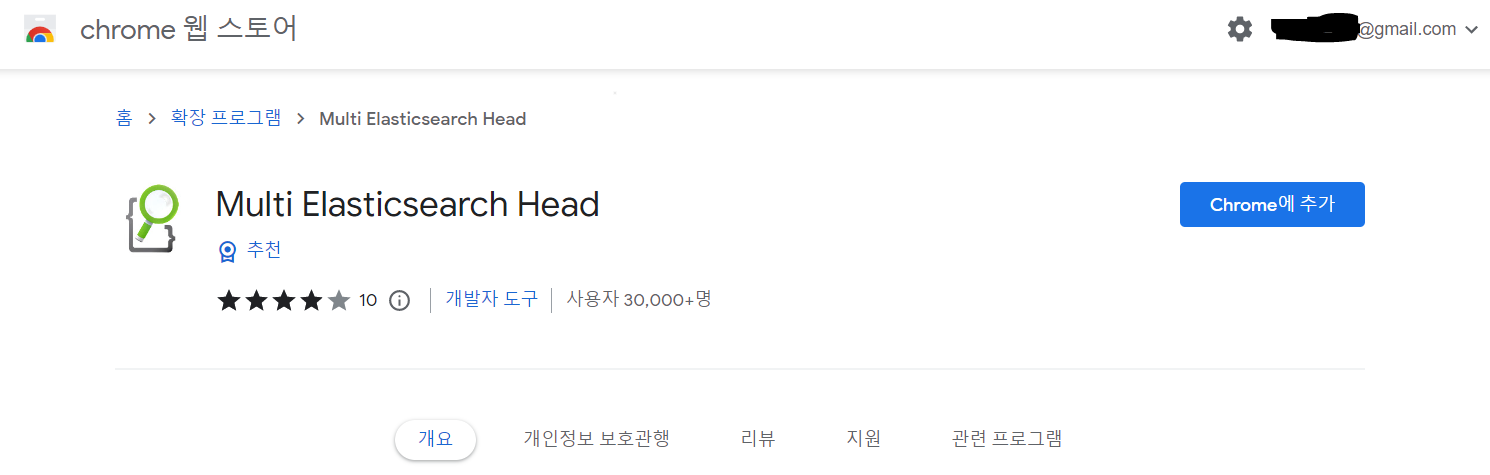 chrome 웹 스토어
@gmail.com
홈 > 확장 프로그램 > Multi Elasticsearch Head
Multi Elasticsearch Head
Chrome에 추가
추천
10
개발자 도구
사용자 30,000+명
개요
개인정보 보호관행
리뷰
지원
관련 프로그램